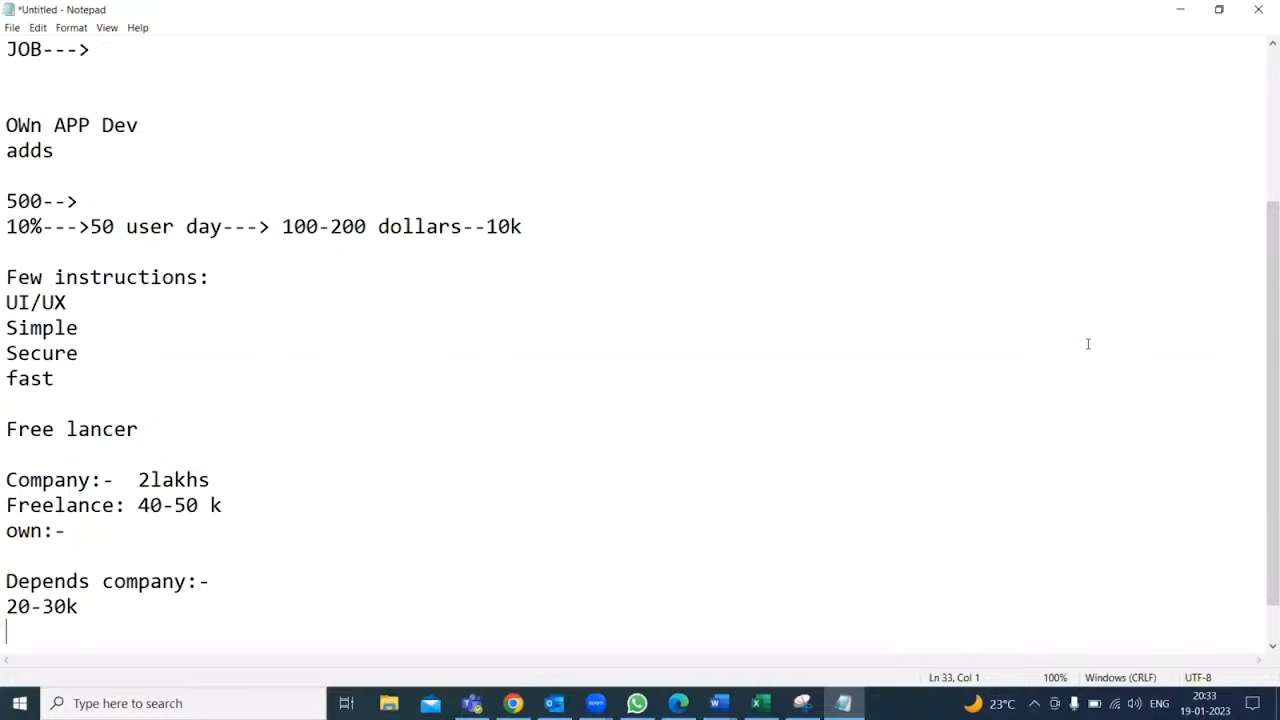 *Untitled - Notepad
File Edit Format View Help
JOB--->
OWn APP Dev
adds
500-->
10%--->50 user day---> 100-200 dollars--10k
Few instructions:
UI/UX
Simple
Secure
fast
Free lancer
Company:-  2lakhs
Freelance: 40-50 k
own:-
Depends company:-
20-30k
Ln 33, Col 1
100%
Windows (CRLF)
UTF-8
Type here to search
zoom
23°C
ENG
20:33
19-01-2023